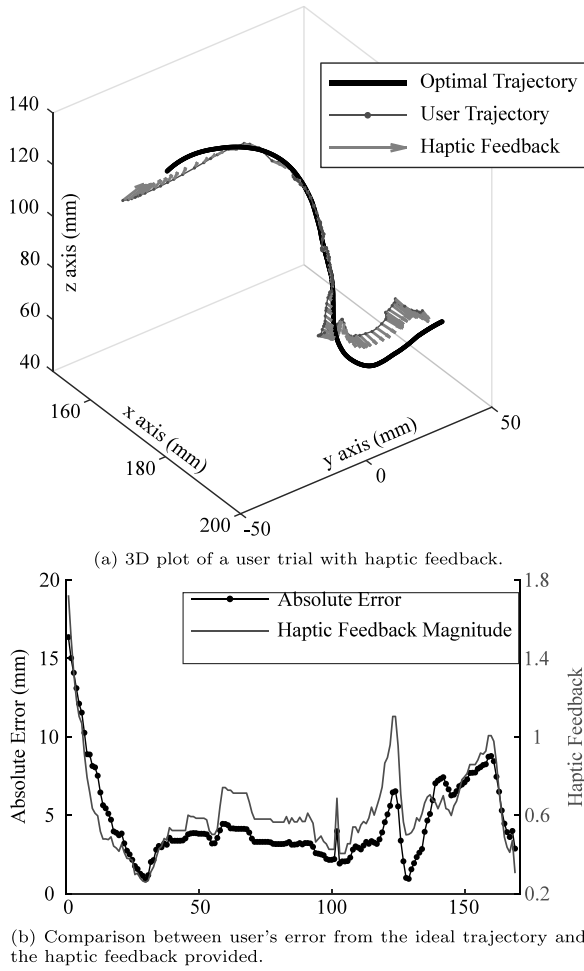 Optimal Trajectory
User Trajectory
Haptic Feedback
140
120
100
80
60
40
z axis (mm)
160
180
200
x axis (mm)
-50
0
50
y axis (mm)
(a) 3D plot of a user trial with haptic feedback.
20
15
10
5
0
Absolute Error (mm)
Absolute Error
Haptic Feedback Magnitude
1.8
1.4
1
0.6
0.2
Haptic Feedback
0
50
100
150
(b) Comparison between user's error from the ideal trajectory and
the haptic feedback provided.